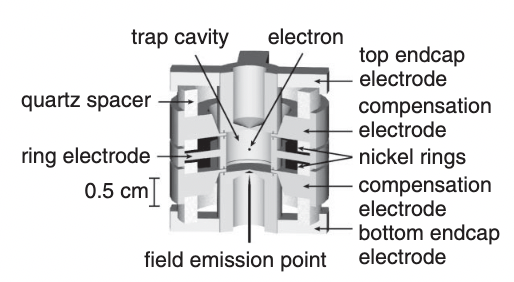 trap cavity
electron
top endcap
electrode
quartz spacer
compensation
electrode
ring electrode
nickel rings
0.5 cm
compensation
electrode
bottom endcap
electrode
field emission point